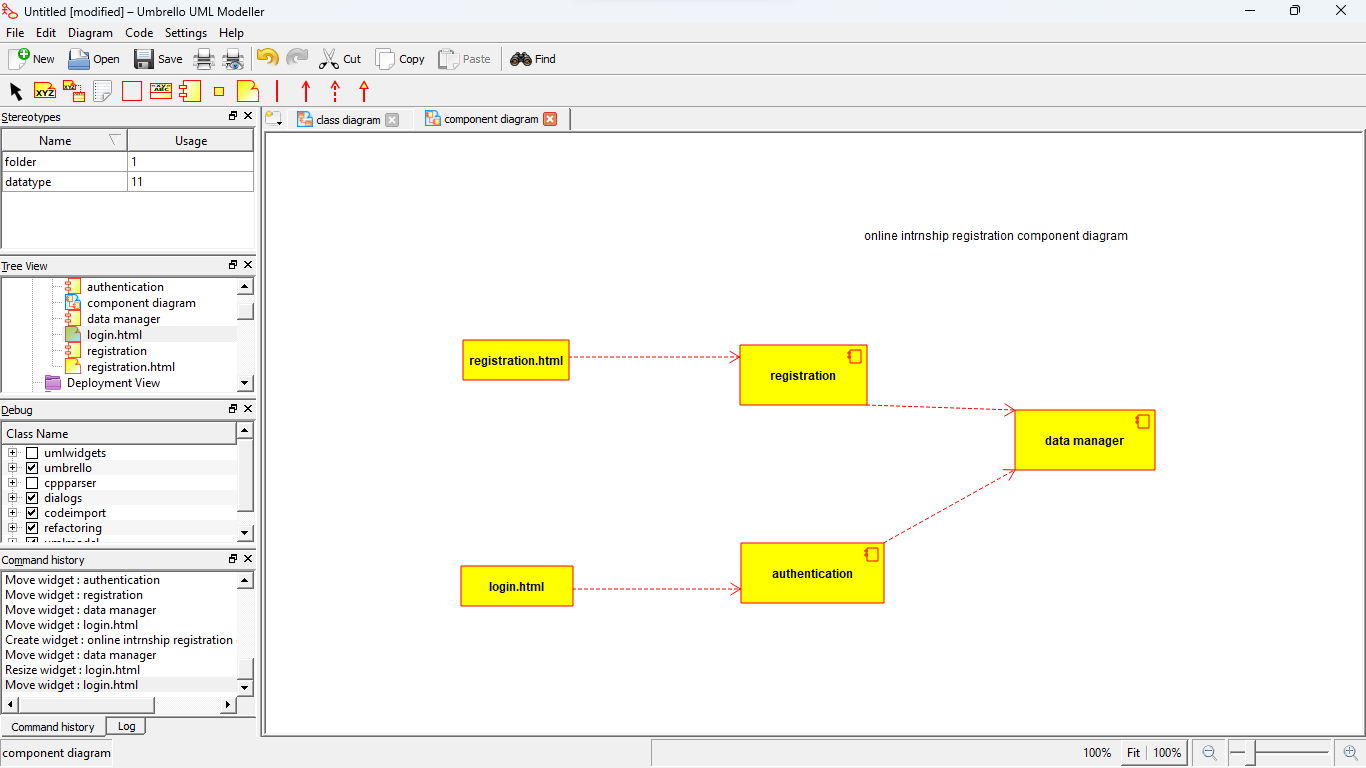 Untitled [modified] – Umbrello UML Modeller
File Edit Diagram Code Settings Help
New Open Save Cut Copy Paste Find
XYZ XYZ ABC
Stereotypes
class diagram component diagram
Name Usage
folder 1
datatype 11
online intrnship registration component diagram
Tree View
authentication
component diagram
data manager
login.html
registration
registration.html
Deployment View
registration.html
registration
data manager
authentication
login.html
Debug
Class Name
umlwidgets
umbrello
cppparser
dialogs
codeimport
refactoring
Command history
Move widget : authentication
Move widget : registration
Move widget : data manager
Move widget : login.html
Create widget : online intrnship registration
Move widget : data manager
Resize widget : login.html
Move widget : login.html
Command history Log
component diagram 100% Fit 100%